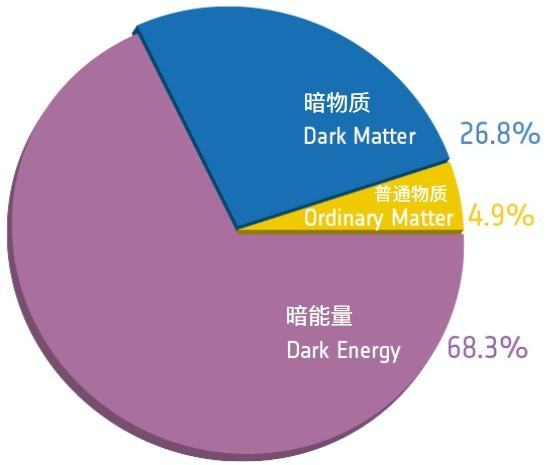 暗物质
Dark Matter
26.8%
普通物质
Ordinary Matter
4.9%
暗能量
Dark Energy
68.3%